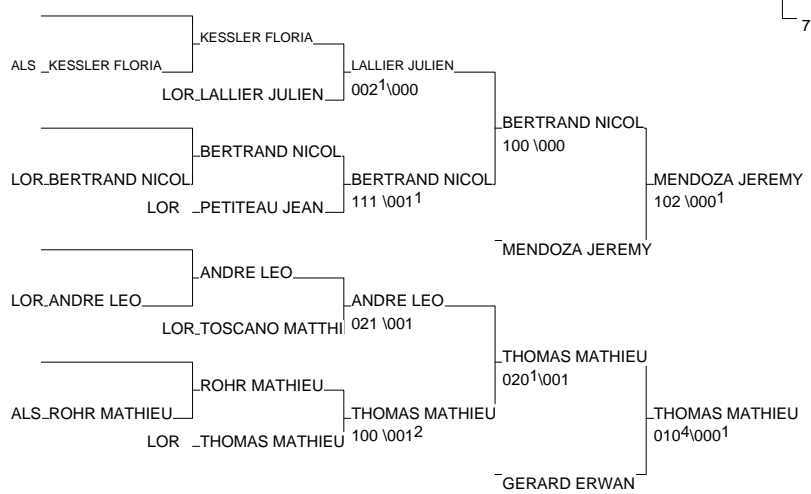 7
KESSLER FLORIA
ALS KESSLER FLORIA
LALLIER JULIEN
002¹\000
LOR LALLIER JULIEN
BERTRAND NICOL
100 \000
BERTRAND NICOL
LOR BERTRAND NICOL
BERTRAND NICOL
111 \001¹
MENDOZA JEREMY
102 \000¹
LOR PETITEAU JEAN
MENDOZA JEREMY
ANDRE LEO
LOR ANDRE LEO
ANDRE LEO
021 \001
LOR TOSCANO MATTHI
THOMAS MATHIEU
020¹\001
ROHR MATHIEU
ALS ROHR MATHIEU
THOMAS MATHIEU
100 \001²
THOMAS MATHIEU
010⁴\000¹
LOR THOMAS MATHIEU
GERARD ERWAN